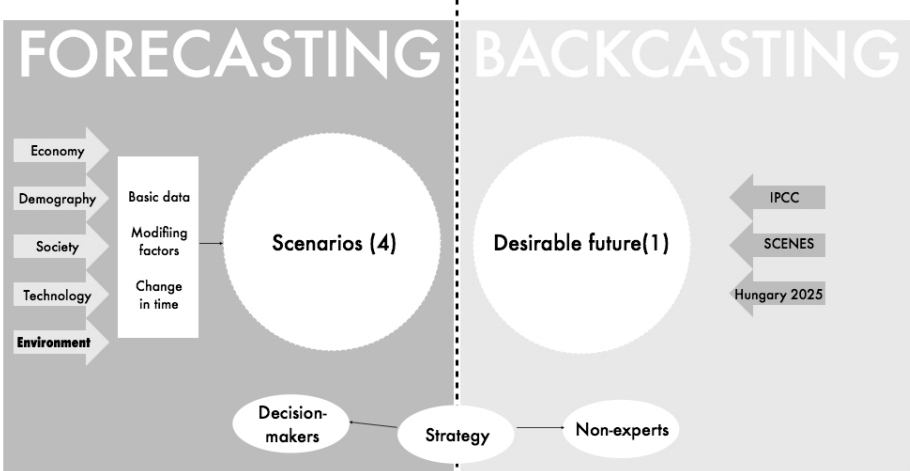 FORECASTING
BACKCASTING
Economy
Demography
Society
Technology
Environment
Basic data
Modifiing
factors
Change
in time
Scenarios (4)
Desirable future(1)
IPCC
SCENES
Hungary 2025
Decision-
makers
Strategy
Non-experts